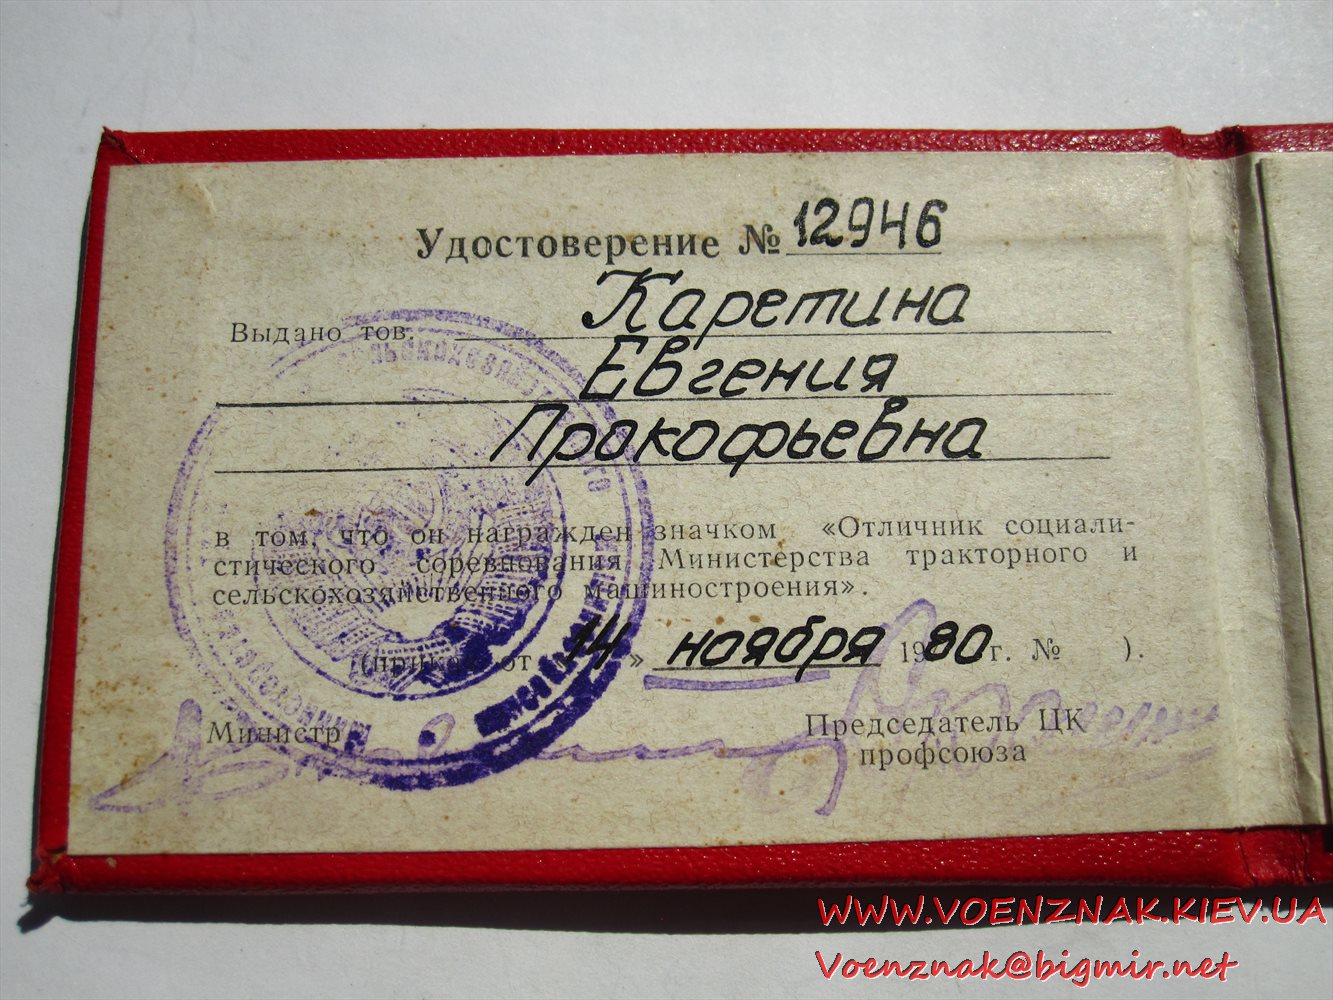 Удостоверение № 12946
Выдано тов. Каретина
Евгения
Прокофьевна
в том, что он награжден значком «Отличник социали-
стического соревнования Министерства тракторного и
сельскохозяйственного машиностроения».
(приказ от 14 » ноября 1980 г. № ).
Министр
Председатель ЦК
профсоюза
WWW.VOENZNAK.KIEV.UA
Voenznak@bigmir.net